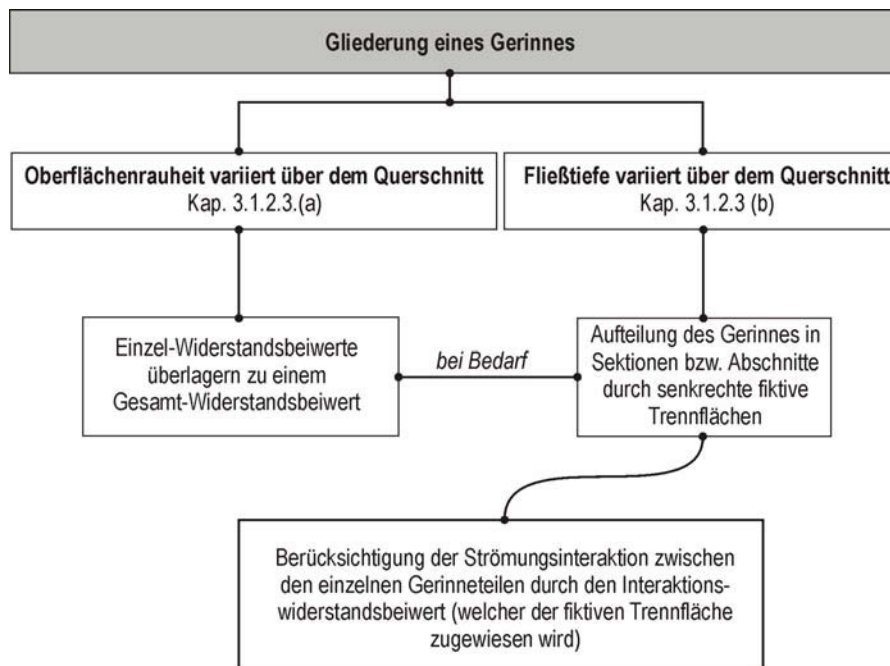 Gliederung eines Gerinnes
Oberflächenrauheit variiert über dem Querschnitt
Kap. 3.1.2.3.(a)
Fließtiefe variiert über dem Querschnitt
Kap. 3.1.2.3 (b)
Einzel-Widerstandsbeiwerte
überlagern zu einem
Gesamt-Widerstandsbeiwert
bei Bedarf
Aufteilung des Gerinnes in
Sektionen bzw. Abschnitte
durch senkrechte fiktive
Trennflächen
Berücksichtigung der Strömungsinteraktion zwischen
den einzelnen Gerinneteilen durch den Interaktions-
widerstandsbeiwert (welcher der fiktiven Trennfläche
zugewiesen wird)